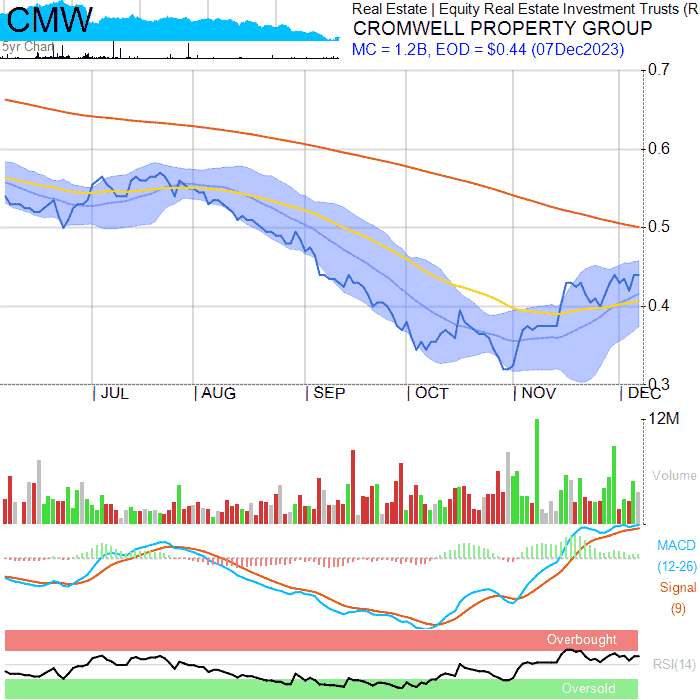 CMW
5yr Chart
Real Estate | Equity Real Estate Investment Trusts (R
CROMWELL PROPERTY GROUP
MC = 1.2B, EOD = $0.44 (07Dec2023)
0.7
0.6
0.5
0.4
0.3
JUL AUG SEP OCT NOV DEC
12M
Volume
MACD
(12-26)
Signal
(9)
Overbought
RSI(14)
Oversold